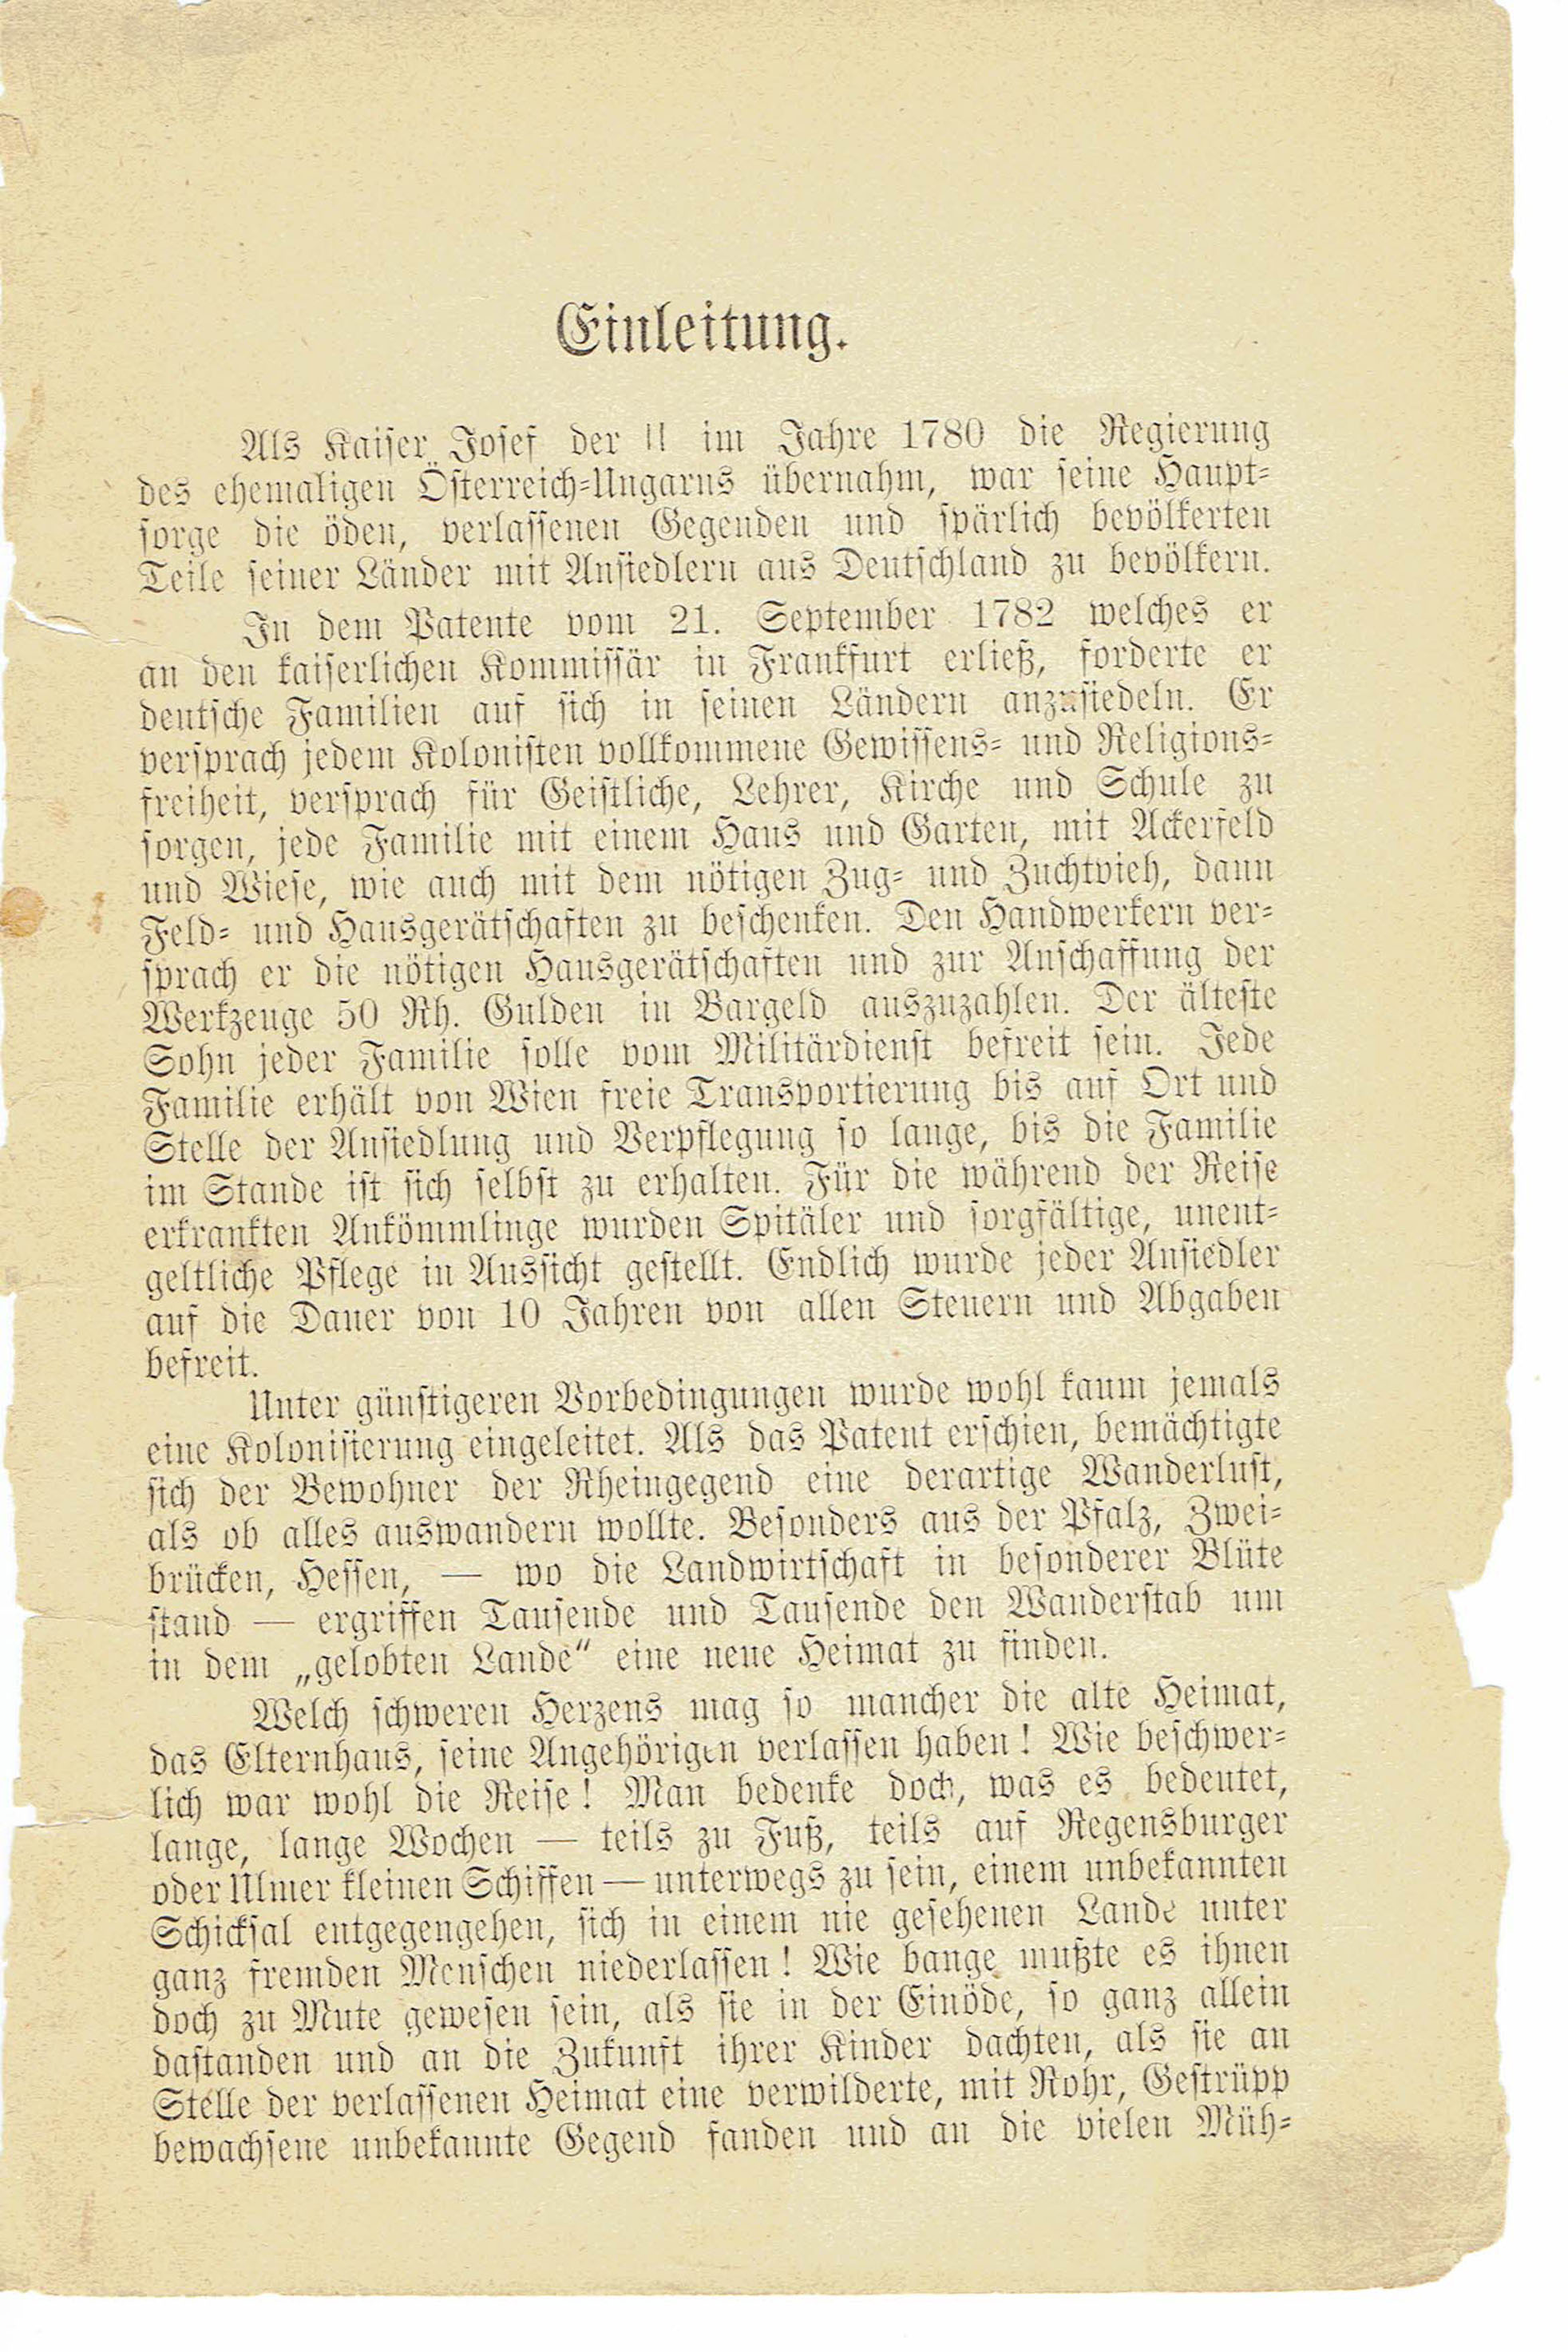 Einleitung.
Als Kaiser Josef der II im Jahre 1780 die Regierung
des ehemaligen Österreich-Ungarns übernahm, war seine Haupt-
sorge die öden, verlassenen Gegenden und spärlich bevölkerten
Teile seiner Länder mit Ansiedlern aus Deutschland zu bevölkern.
In dem Patente vom 21. September 1782 welches er
an den kaiserlichen Kommissär in Frankfurt erließ, forderte er
deutsche Familien auf sich in seinen Ländern anzusiedeln. Er
versprach jedem Kolonisten vollkommene Gewissens- und Religions-
freiheit, versprach für Geistliche, Lehrer, Kirche und Schule zu
sorgen, jede Familie mit einem Haus und Garten, mit Ackerfeld
und Wiese, wie auch mit dem nötigen Zug- und Zuchtvieh, dann
Feld- und Hausgerätschaften zu beschenken. Den Handwerkern ver-
sprach er die nötigen Hausgerätschaften und zur Anschaffung der
Werkzeuge 50 Rh. Gulden in Bargeld auszuzahlen. Der älteste
Sohn jeder Familie solle vom Militärdienst befreit sein. Jede
Familie erhält von Wien freie Transportierung bis auf Ort und
Stelle der Ansiedlung und Verpflegung so lange, bis die Familie
im Stande ist sich selbst zu erhalten. Für die während der Reise
erkrankten Ankömmlinge wurden Spitäler und sorgfältige, unent-
geltliche Pflege in Aussicht gestellt. Endlich wurde jeder Ansiedler
auf die Dauer von 10 Jahren von allen Steuern und Abgaben
befreit.
Unter günstigeren Vorbedingungen wurde wohl kaum jemals
eine Kolonisierung eingeleitet. Als das Patent erschien, bemächtigte
sich der Bewohner der Rheingegend eine derartige Wanderlust,
als ob alles auswandern wollte. Besonders aus der Pfalz, Zwei-
brücken, Hessen, — wo die Landwirtschaft in besonderer Blüte
stand — ergriffen Tausende und Tausende den Wanderstab um
in dem „gelobten Lande“ eine neue Heimat zu finden.
Welch schweren Herzens mag so mancher die alte Heimat,
das Elternhaus, seine Angehörigen verlassen haben! Wie beschwer-
lich war wohl die Reise! Man bedenke doch, was es bedeutet,
lange, lange Wochen — teils zu Fuß, teils auf Regensburger
oder Ulmer kleinen Schiffen — unterwegs zu sein, einem unbekannten
Schicksal entgegengehen, sich in einem nie gesehenen Lande unter
ganz fremden Menschen niederlassen! Wie bange mußte es ihnen
doch zu Mute gewesen sein, als sie in der Einöde, so ganz allein
dastanden und an die Zukunft ihrer Kinder dachten, als sie an
Stelle der verlassenen Heimat eine verwilderte, mit Rohr, Gestrüpp
bewachsene unbekannte Gegend fanden und an die vielen Müh-